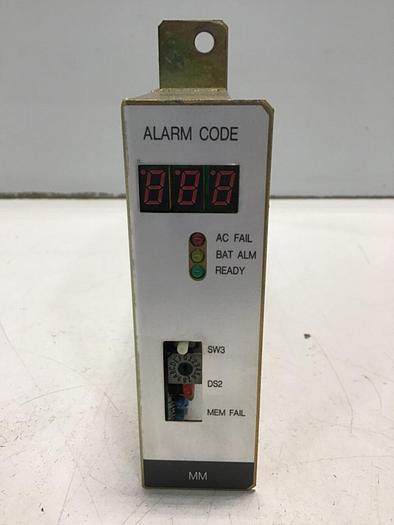 ALARM CODE
AC FAIL
BAT ALM
READY
SW3
DS2
MEM FAIL
MM